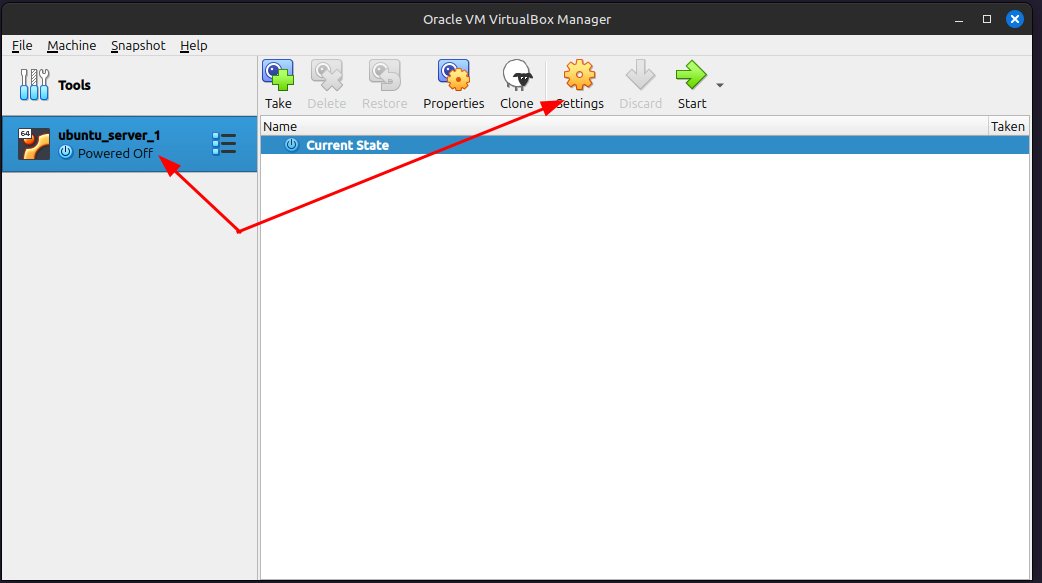 Oracle VM VirtualBox Manager
File Machine Snapshot Help
Tools
Take Delete Restore Properties Clone Settings Discard Start
64
ubuntu_server_1
Powered Off
Name Taken
Current State